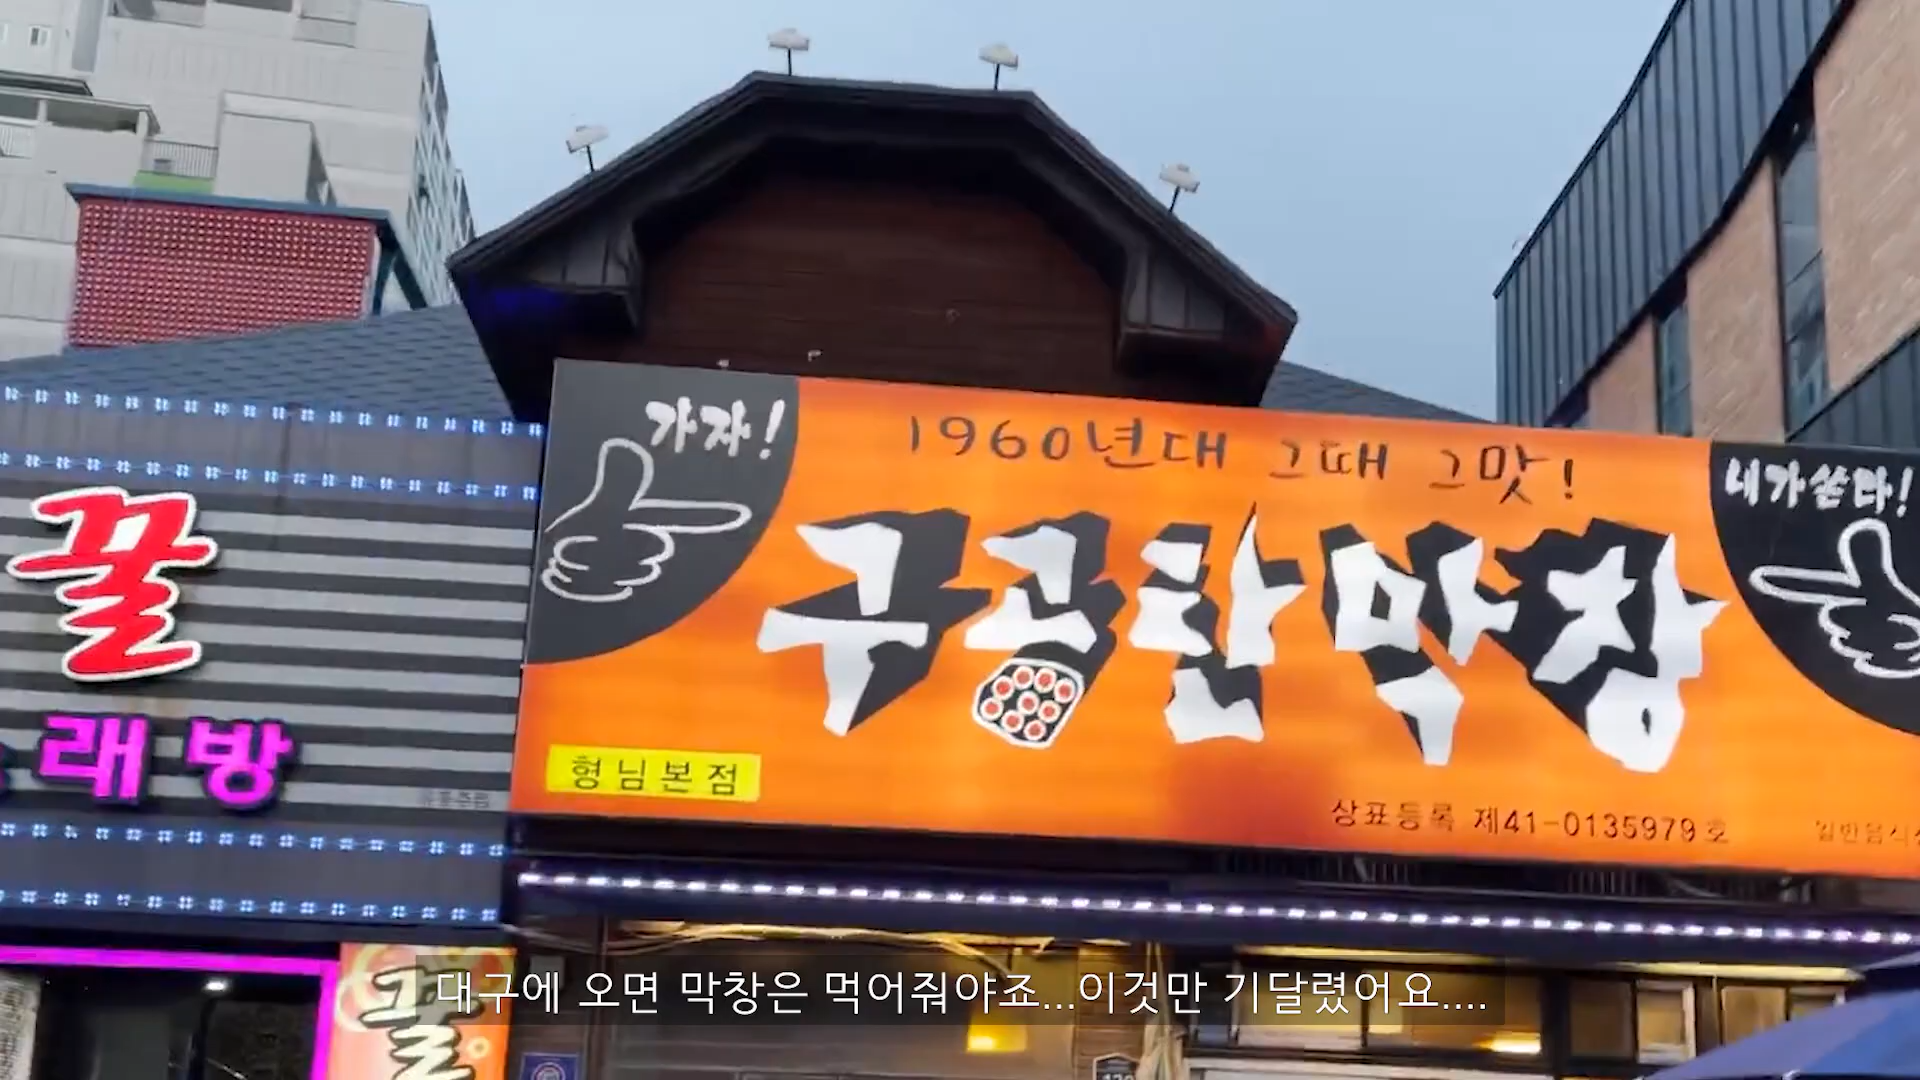 가자!
1960년대 그때 그맛!
내가쏜다!
구공탄막창
꿀
래방
형님본점
상표등록 제41-0135979호
꿀
대구에 오면 막창은 먹어줘야죠...이것만 기달렸어요....